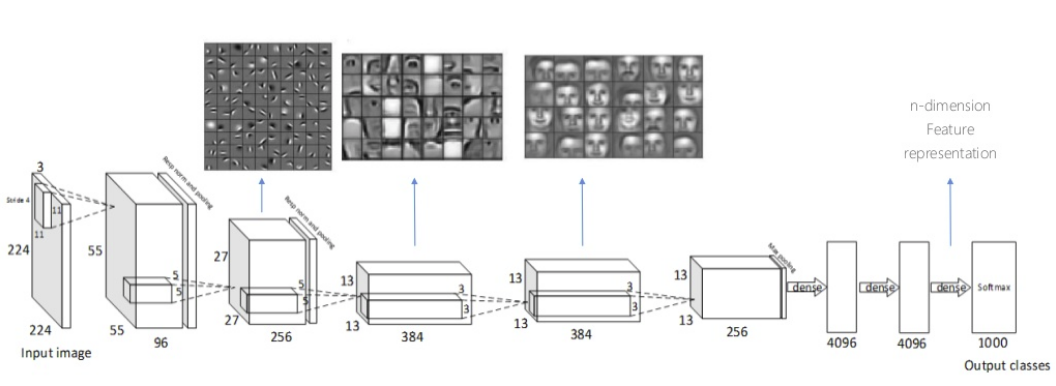 n-dimension
Feature
representation
3
Stride 4
11
11
224
224
Input image
55
55
96
5
5
Resp norm and pooling
27
27
256
5
5
Resp norm and pooling
13
13
384
3
3
13
13
384
3
3
13
13
256
Max pooling
dense
4096
dense
4096
dense
Softmax
1000
Output classes